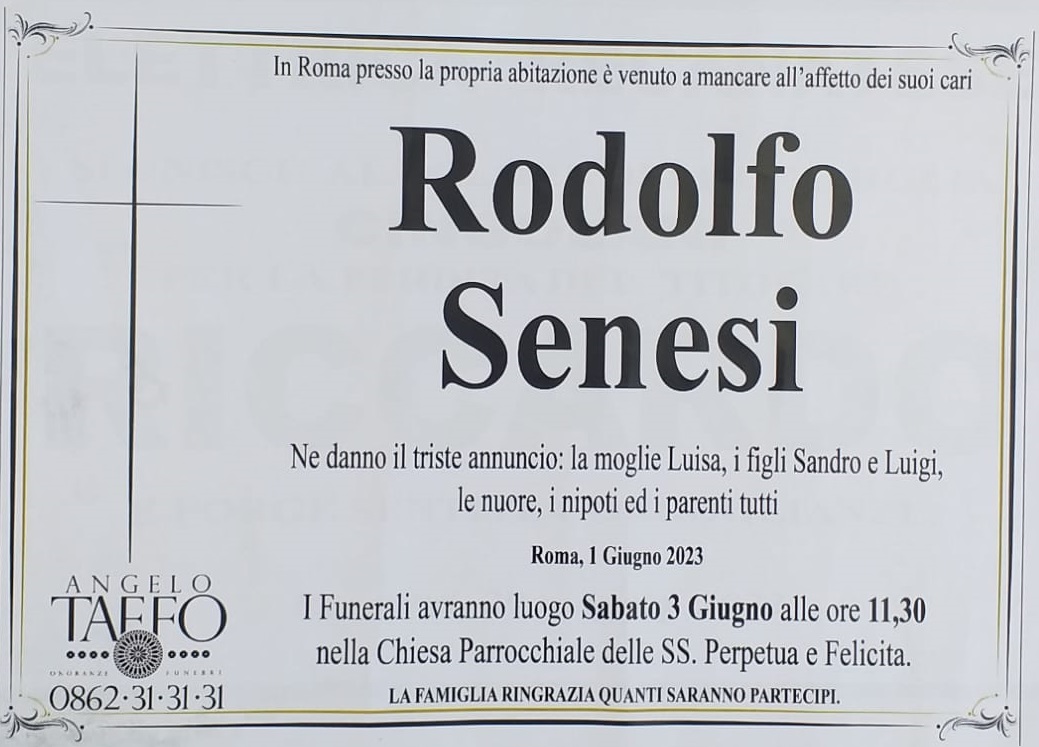 In Roma presso la propria abitazione è venuto a mancare all'affetto dei suoi cari
Rodolfo
Senesi
Ne danno il triste annuncio: la moglie Luisa, i figli Sandro e Luigi,
le nuore, i nipoti ed i parenti tutti
Roma, 1 Giugno 2023
I Funerali avranno luogo Sabato 3 Giugno alle ore 11,30
nella Chiesa Parrocchiale delle SS. Perpetua e Felicita.
LA FAMIGLIA RINGRAZIA QUANTI SARANNO PARTECIPI.
ANGELO
TAFFO
ONORANZE FUNEBRI
0862·31·31·31